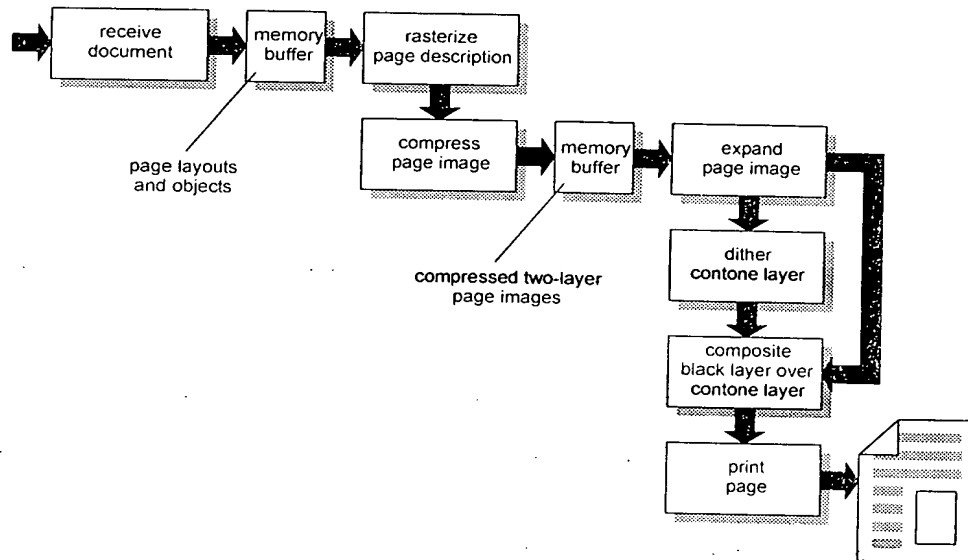 receive
document
memory
buffer
rasterize
page description
page layouts
and objects
compress
page image
memory
buffer
expand
page image
compressed two-layer
page images
dither
contone layer
composite
black layer over
contone layer
print
page